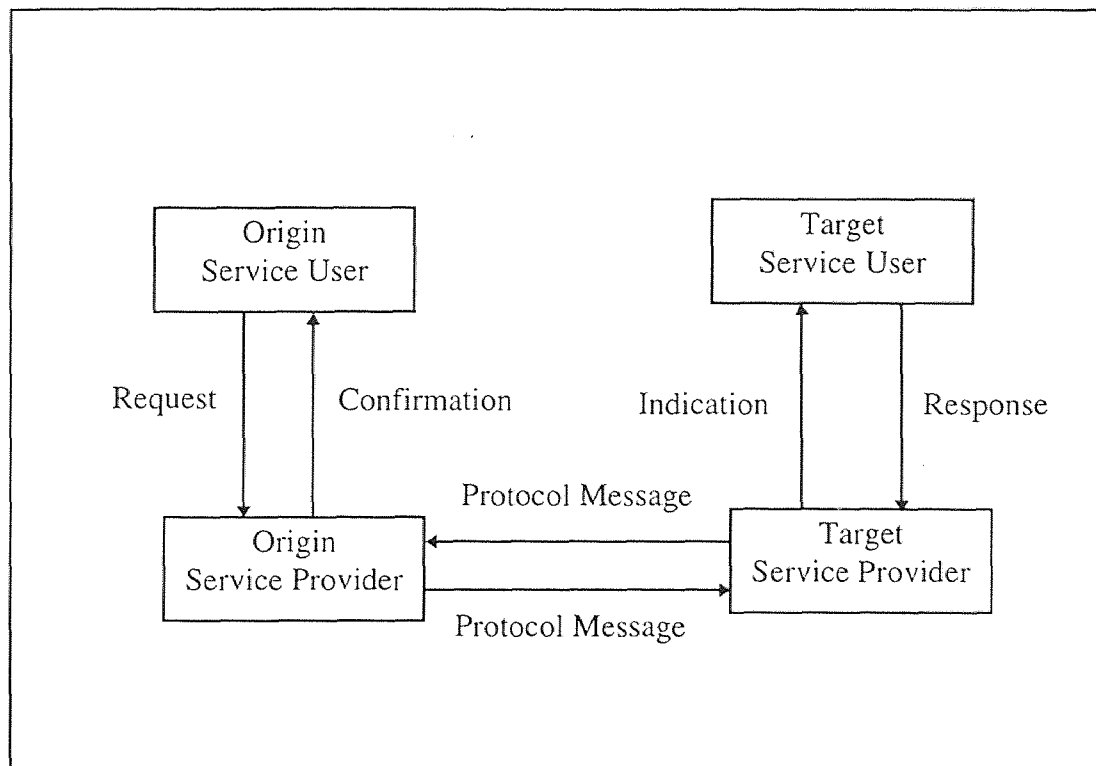 Origin
Service User
Target
Service User
Request
Confirmation
Indication
Response
Protocol Message
Origin
Service Provider
Target
Service Provider
Protocol Message